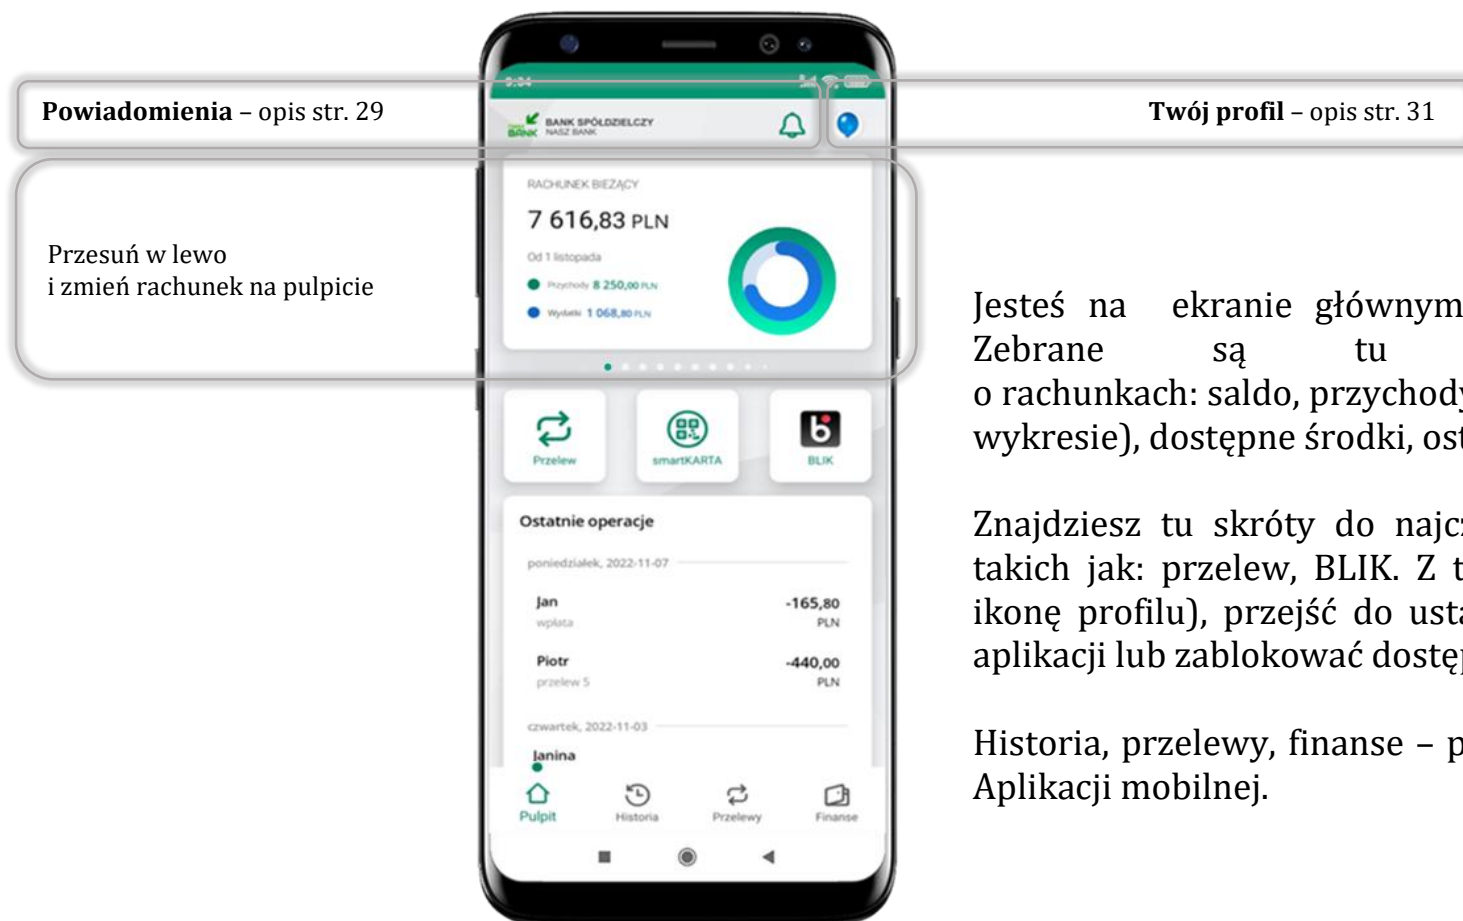 9:34
Powiadomienia – opis str. 29
Twój profil – opis str. 31
BANK
BANK SPÓŁDZIELCZY
NASZ BANK
Przesuń w lewo
i zmień rachunek na pulpicie
RACHUNEK BIEŻĄCY
7 616,83 PLN
Od 1 listopada
Przychody 8 250,00 PLN
Wydatki 1 068,80 PLN
Przelew
smartKARTA
BLIK
Ostatnie operacje
poniedziałek, 2022-11-07
Jan -165,80
wpłata PLN
Piotr -440,00
przelew 5 PLN
czwartek, 2022-11-03
Janina
Pulpit Historia Przelewy Finanse
Jesteś na ekranie głównym
Zebrane są tu
o rachunkach: saldo, przychody
wykresie), dostępne środki, ost
Znajdziesz tu skróty do najcz
takich jak: przelew, BLIK. Z t
ikonę profilu), przejść do usta
aplikacji lub zablokować dostęp
Historia, przelewy, finanse – p
Aplikacji mobilnej.